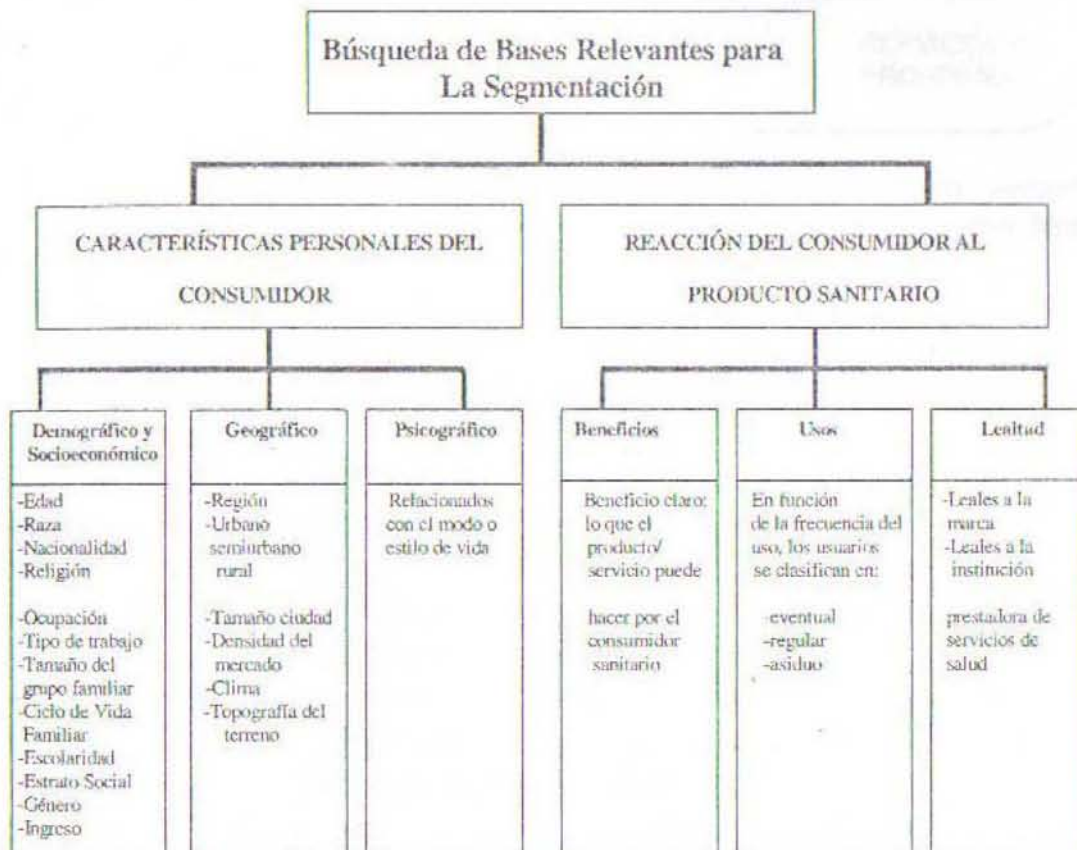 Búsqueda de Bases Relevantes para
La Segmentación
CARACTERÍSTICAS PERSONALES DEL
CONSUMIDOR
REACCIÓN DEL CONSUMIDOR AL
PRODUCTO SANITARIO
Demográfico y
Socioeconómico
-Edad
-Raza
-Nacionalidad
-Religión
-Ocupación
-Tipo de trabajo
-Tamaño del
grupo familiar
-Ciclo de Vida
Familiar
-Escolaridad
-Estrato Social
-Género
-Ingreso
Geográfico
-Región
-Urbano
semiurbano
rural
-Tamaño ciudad
-Densidad del
mercado
-Clima
-Topografía del
terreno
Psicográfico
Relacionados
con el modo o
estilo de vida
Beneficios
Beneficio claro:
lo que el
producto/
servicio puede
hacer por el
consumidor
sanitario
Usos
En función
de la frecuencia del
uso, los usuarios
se clasifican en:
-eventual
-regular
-asiduo
Lealtad
-Leales a la
marca
-Leales a la
institución
prestadora de
servicios de
salud